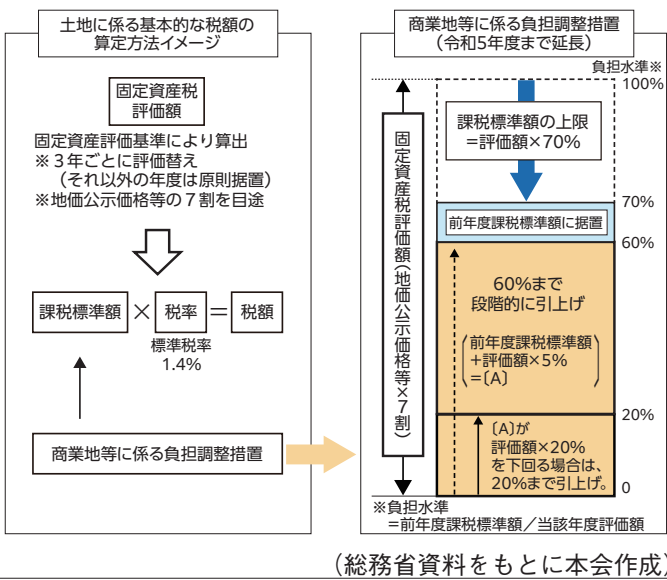 土地に係る基本的な税額の
算定方法イメージ
固定資産税
評価額
固定資産評価基準により算出
※３年ごとに評価替え
（それ以外の年度は原則据置）
※地価公示価格等の７割を目途
課税標準額×税率＝税額
標準税率
1.4%
商業地等に係る負担調整措置
商業地等に係る負担調整措置
（令和5年度まで延長）
負担水準※
100%
課税標準額の上限
＝評価額×70%
固定資産税評価額（地価公示価格等×７割）
70%
前年度課税標準額に据置
60%
60%まで
段階的に引上げ
（前年度課税標準額
＋評価額×5%
＝〔A〕）
20%
〔A〕が
評価額×20%
を下回る場合は、
20%まで引上げ。
0
※負担水準
＝前年度課税標準額／当該年度評価額
（総務省資料をもとに本会作成）